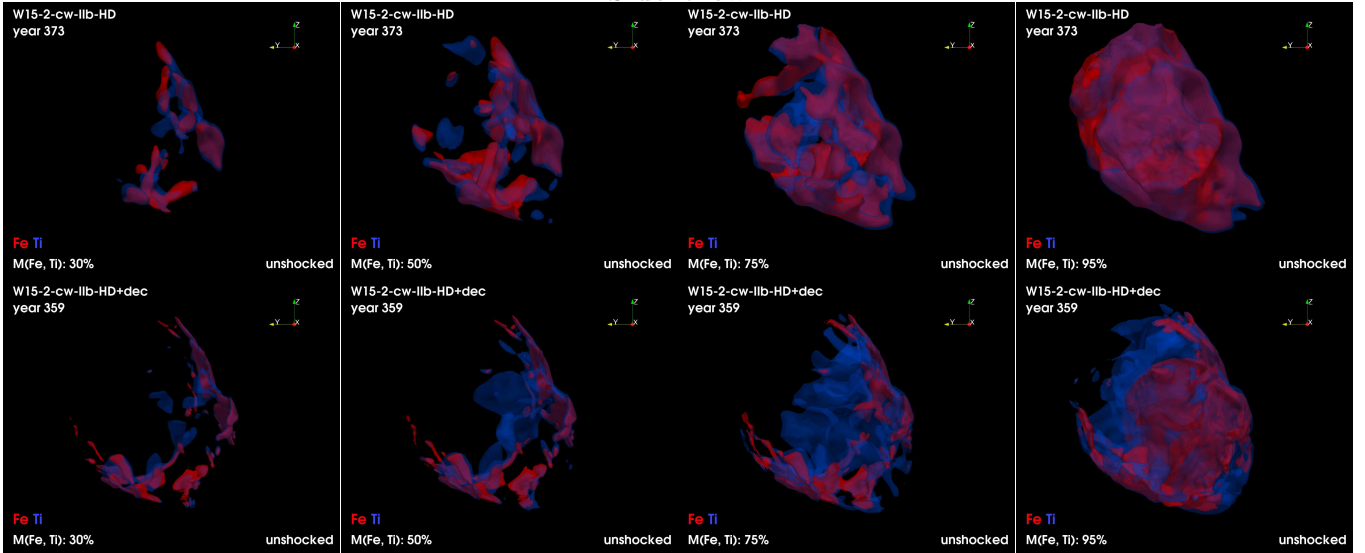 W15-2-cw-IIb-HD
year 373
Z
Y
X
Fe Ti
M(Fe, Ti): 30%
unshocked
W15-2-cw-IIb-HD
year 373
Z
Y
X
Fe Ti
M(Fe, Ti): 50%
unshocked
W15-2-cw-IIb-HD
year 373
Z
Y
X
Fe Ti
M(Fe, Ti): 75%
unshocked
W15-2-cw-IIb-HD
year 373
Z
Y
X
Fe Ti
M(Fe, Ti): 95%
unshocked
W15-2-cw-IIb-HD+dec
year 359
Z
Y
X
Fe Ti
M(Fe, Ti): 30%
unshocked
W15-2-cw-IIb-HD+dec
year 359
Z
Y
X
Fe Ti
M(Fe, Ti): 50%
unshocked
W15-2-cw-IIb-HD+dec
year 359
Z
Y
X
Fe Ti
M(Fe, Ti): 75%
unshocked
W15-2-cw-IIb-HD+dec
year 359
Z
Y
X
Fe Ti
M(Fe, Ti): 95%
unshocked